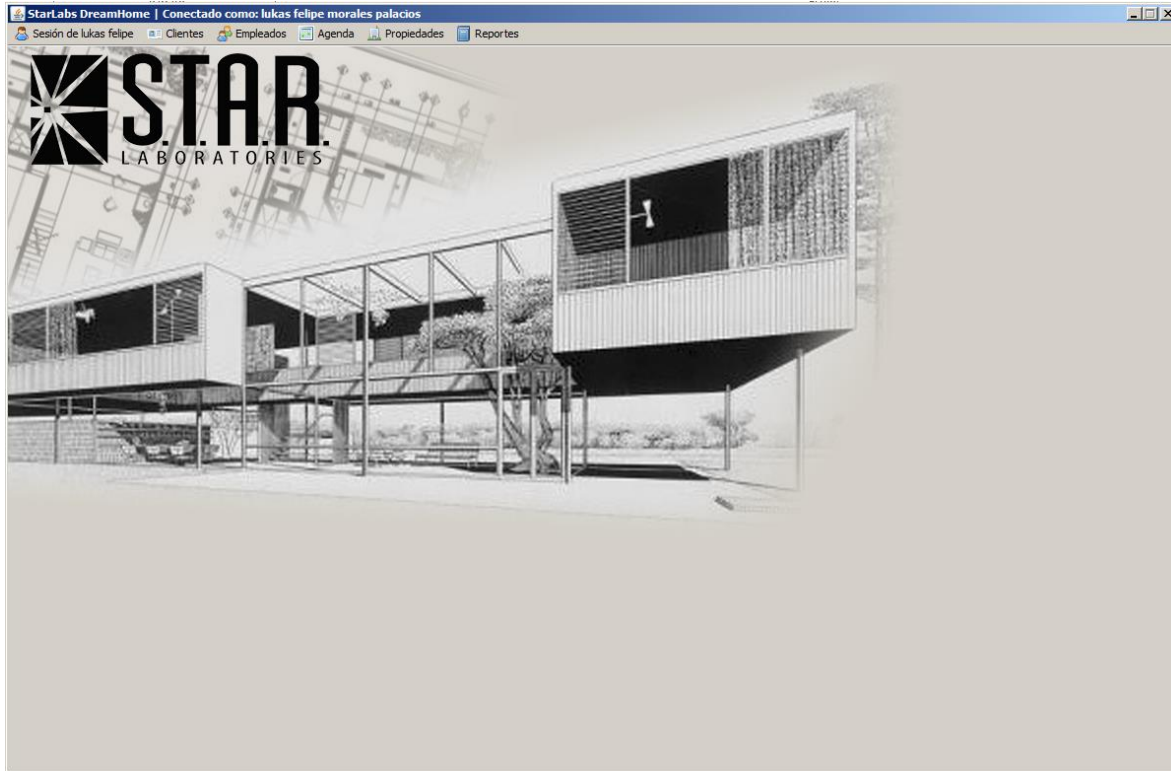 StarLabs DreamHome | Conectado como: lukas felipe morales palacios
Sesión de lukas felipe Clientes Empleados Agenda Propiedades Reportes
S.T.A.R.
LABORATORIES